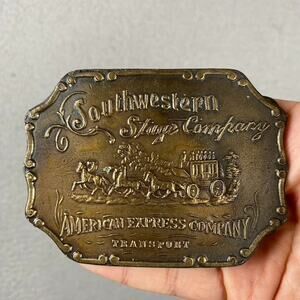 Southwestern
Stage Company
AMERICAN EXPRESS COMPANY
TRANSPORT